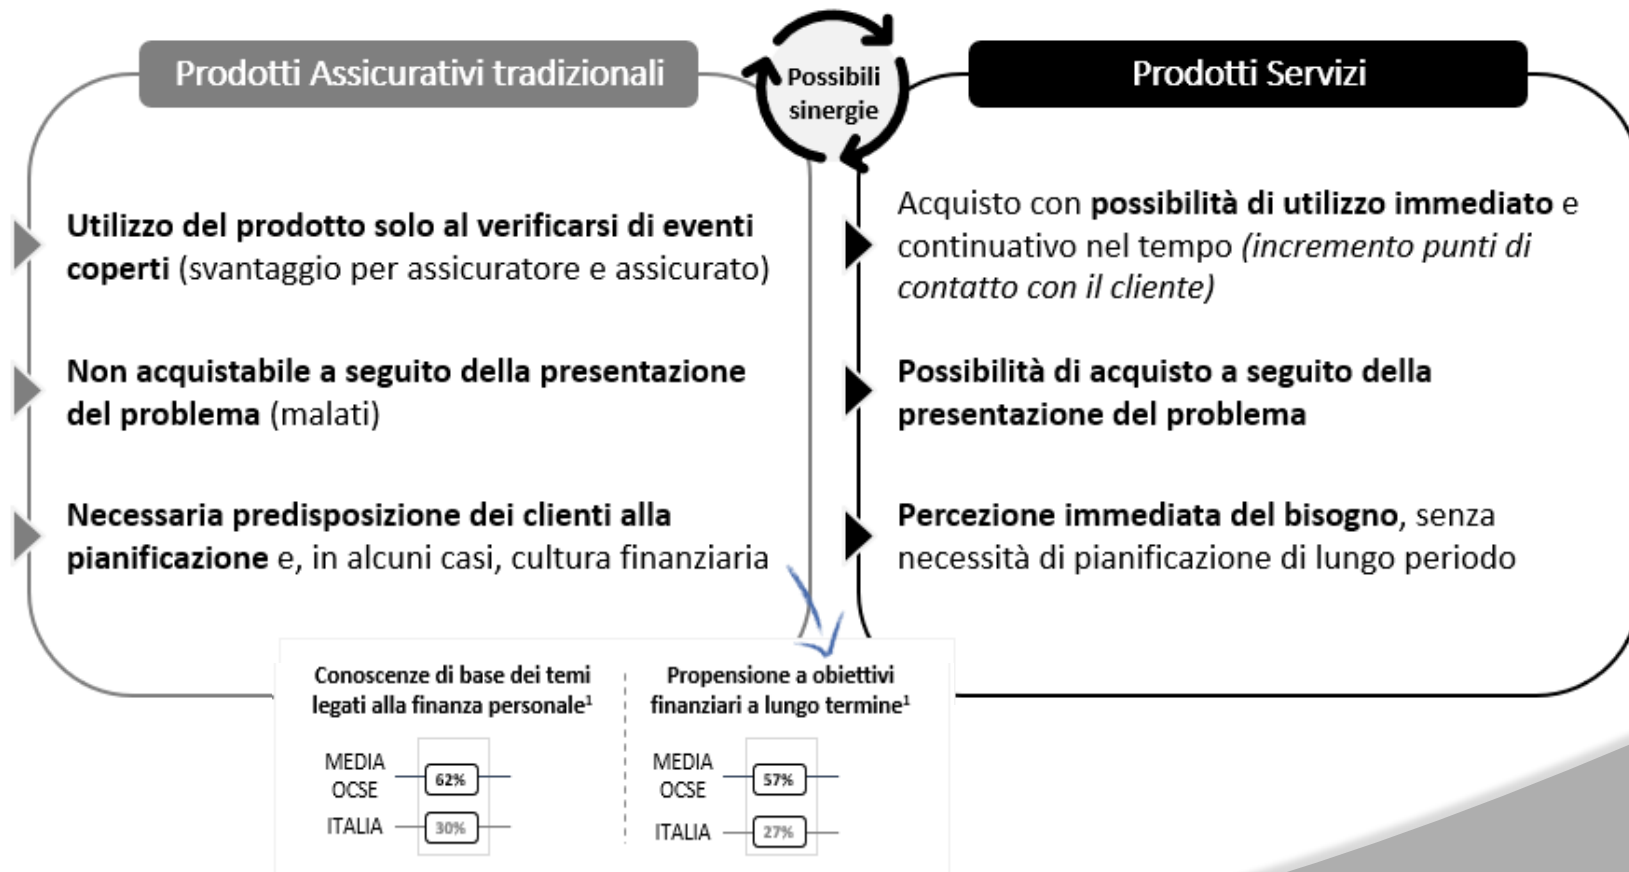 Prodotti Assicurativi tradizionali
Possibili
sinergie
Prodotti Servizi
Utilizzo del prodotto solo al verificarsi di eventi
coperti (svantaggio per assicuratore e assicurato)
Non acquistabile a seguito della presentazione
del problema (malati)
Necessaria predisposizione dei clienti alla
pianificazione e, in alcuni casi, cultura finanziaria
Acquisto con possibilità di utilizzo immediato e
continuativo nel tempo (incremento punti di
contatto con il cliente)
Possibilità di acquisto a seguito della
presentazione del problema
Percezione immediata del bisogno, senza
necessità di pianificazione di lungo periodo
Conoscenze di base dei temi
legati alla finanza personale¹
MEDIA
OCSE
62%
ITALIA
30%
Propensione a obiettivi
finanziari a lungo termine¹
MEDIA
OCSE
57%
ITALIA
27%